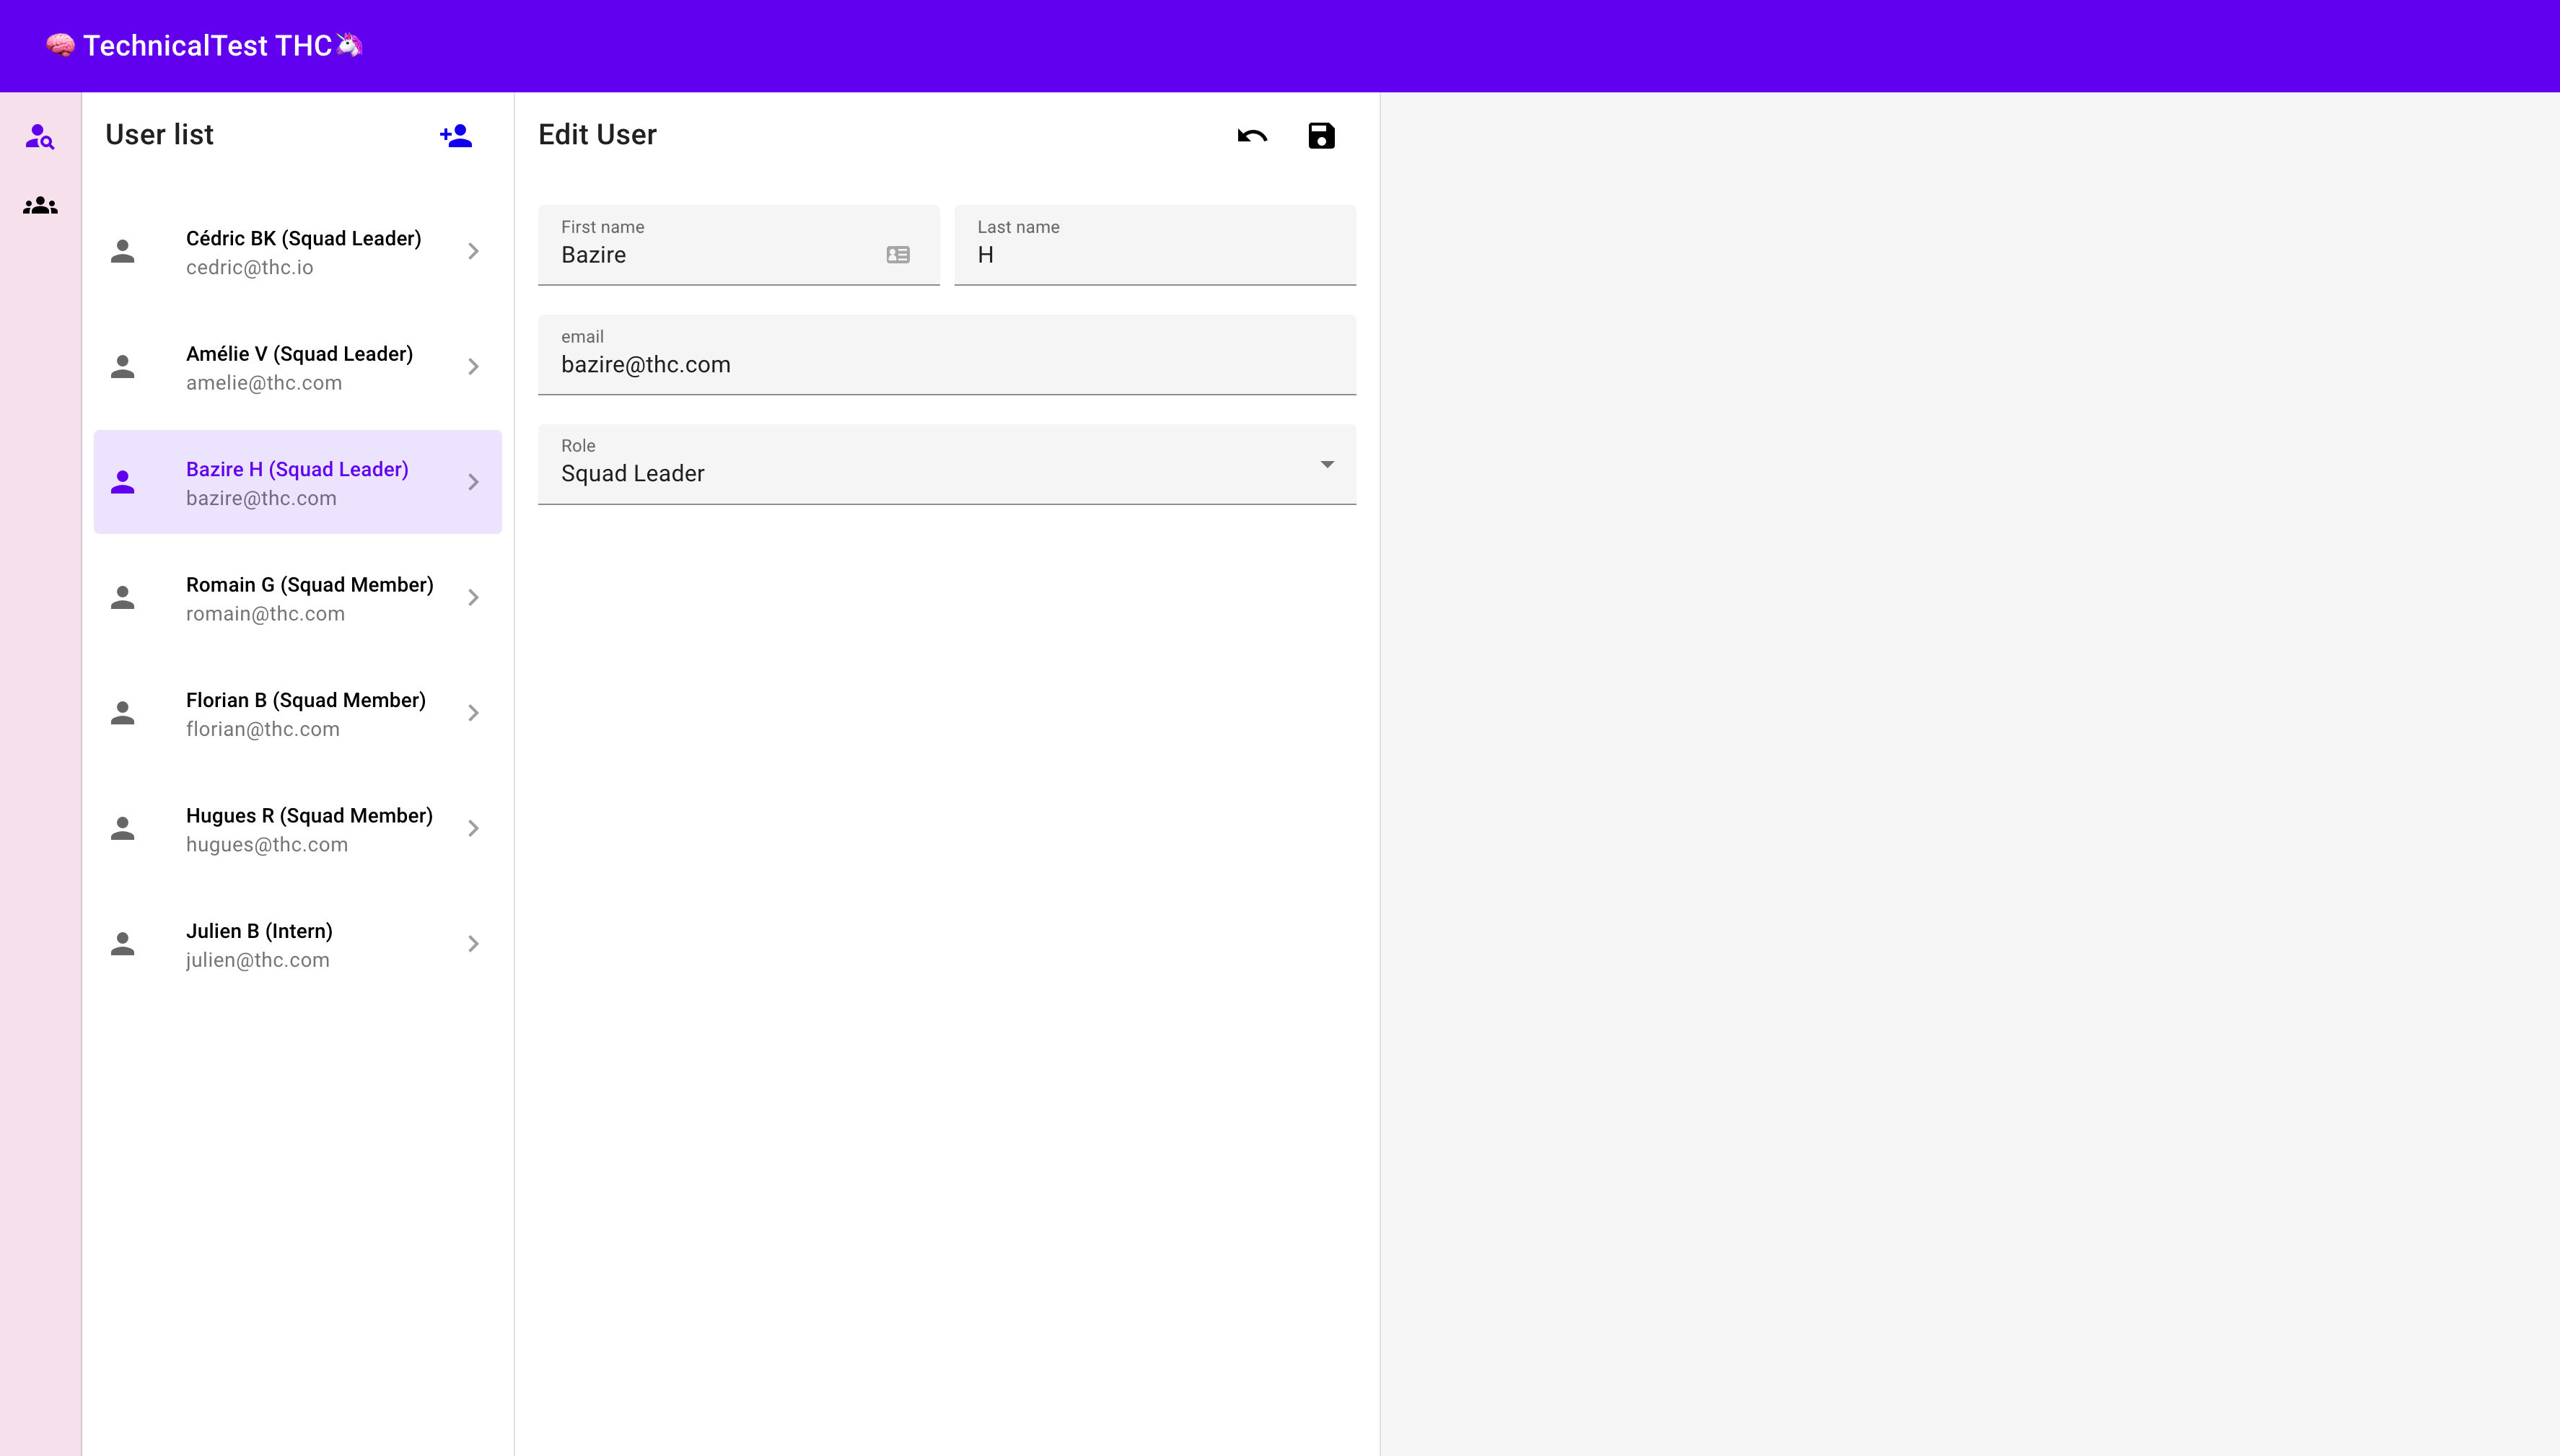 🧠 TechnicalTest THC🦄
User list
Cédric BK (Squad Leader)
cedric@thc.io
Amélie V (Squad Leader)
amelie@thc.com
Bazire H (Squad Leader)
bazire@thc.com
Romain G (Squad Member)
romain@thc.com
Florian B (Squad Member)
florian@thc.com
Hugues R (Squad Member)
hugues@thc.com
Julien B (Intern)
julien@thc.com
Edit User
First name
Bazire
Last name
H
email
bazire@thc.com
Role
Squad Leader